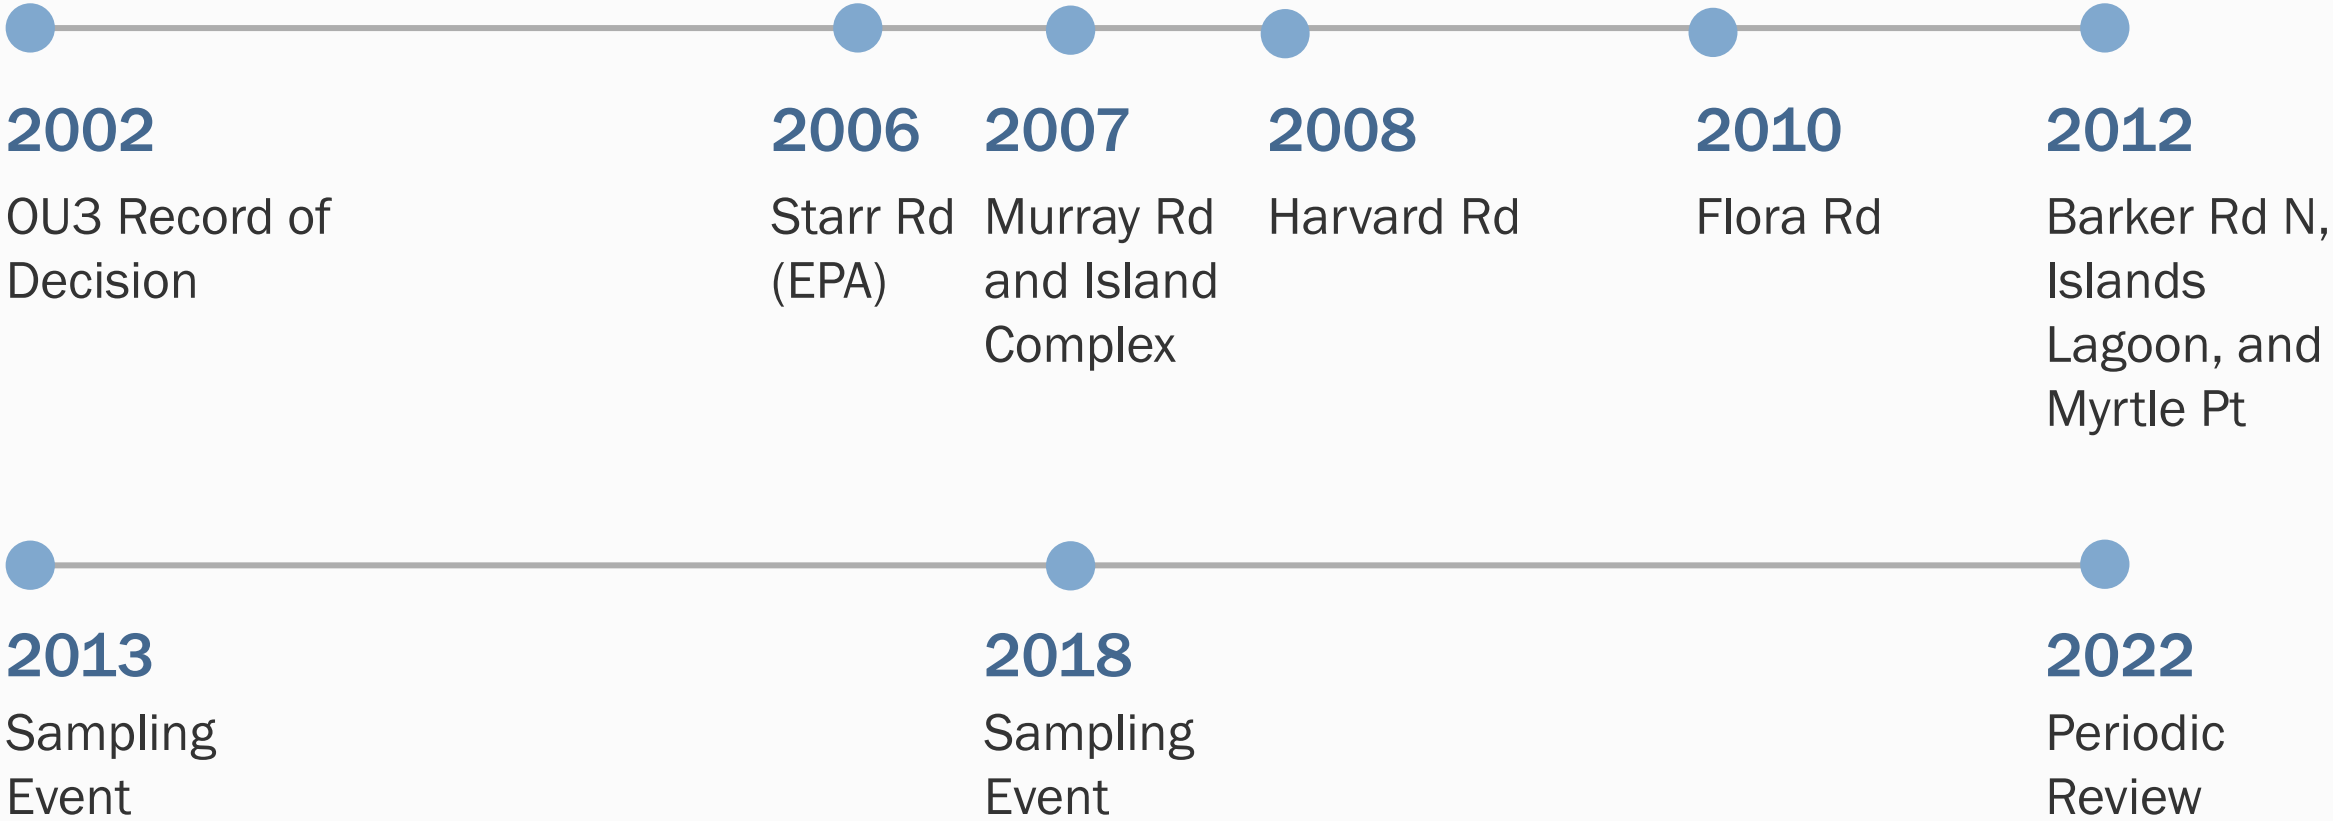 2002
OU3 Record of
Decision
2006
Starr Rd
(EPA)
2007
Murray Rd
and Island
Complex
2008
Harvard Rd
2010
Flora Rd
2012
Barker Rd N,
Islands
Lagoon, and
Myrtle Pt
2013
Sampling
Event
2018
Sampling
Event
2022
Periodic
Review